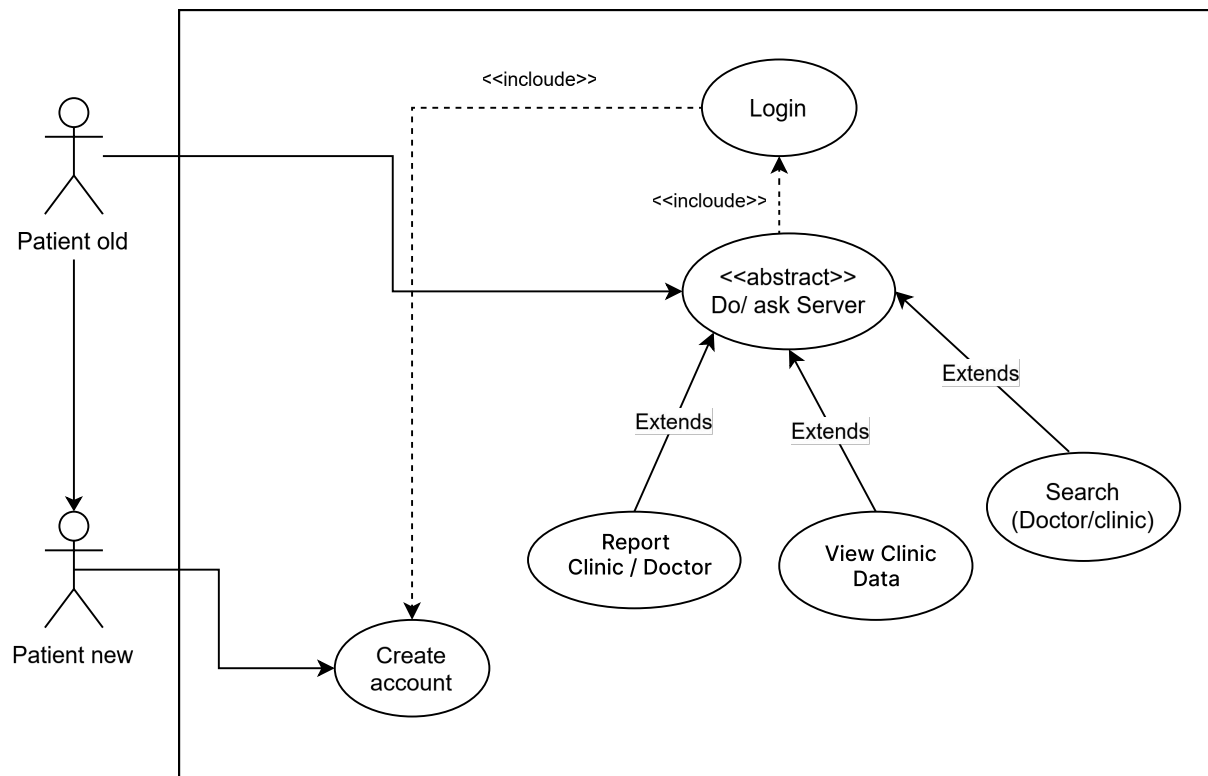 <<incloude>>
Login
<<incloude>>
Patient old
<<abstract>>
Do/ ask Server
Extends
Extends
Extends
Search
(Doctor/clinic)
Report
Clinic / Doctor
View Clinic
Data
Patient new
Create
account